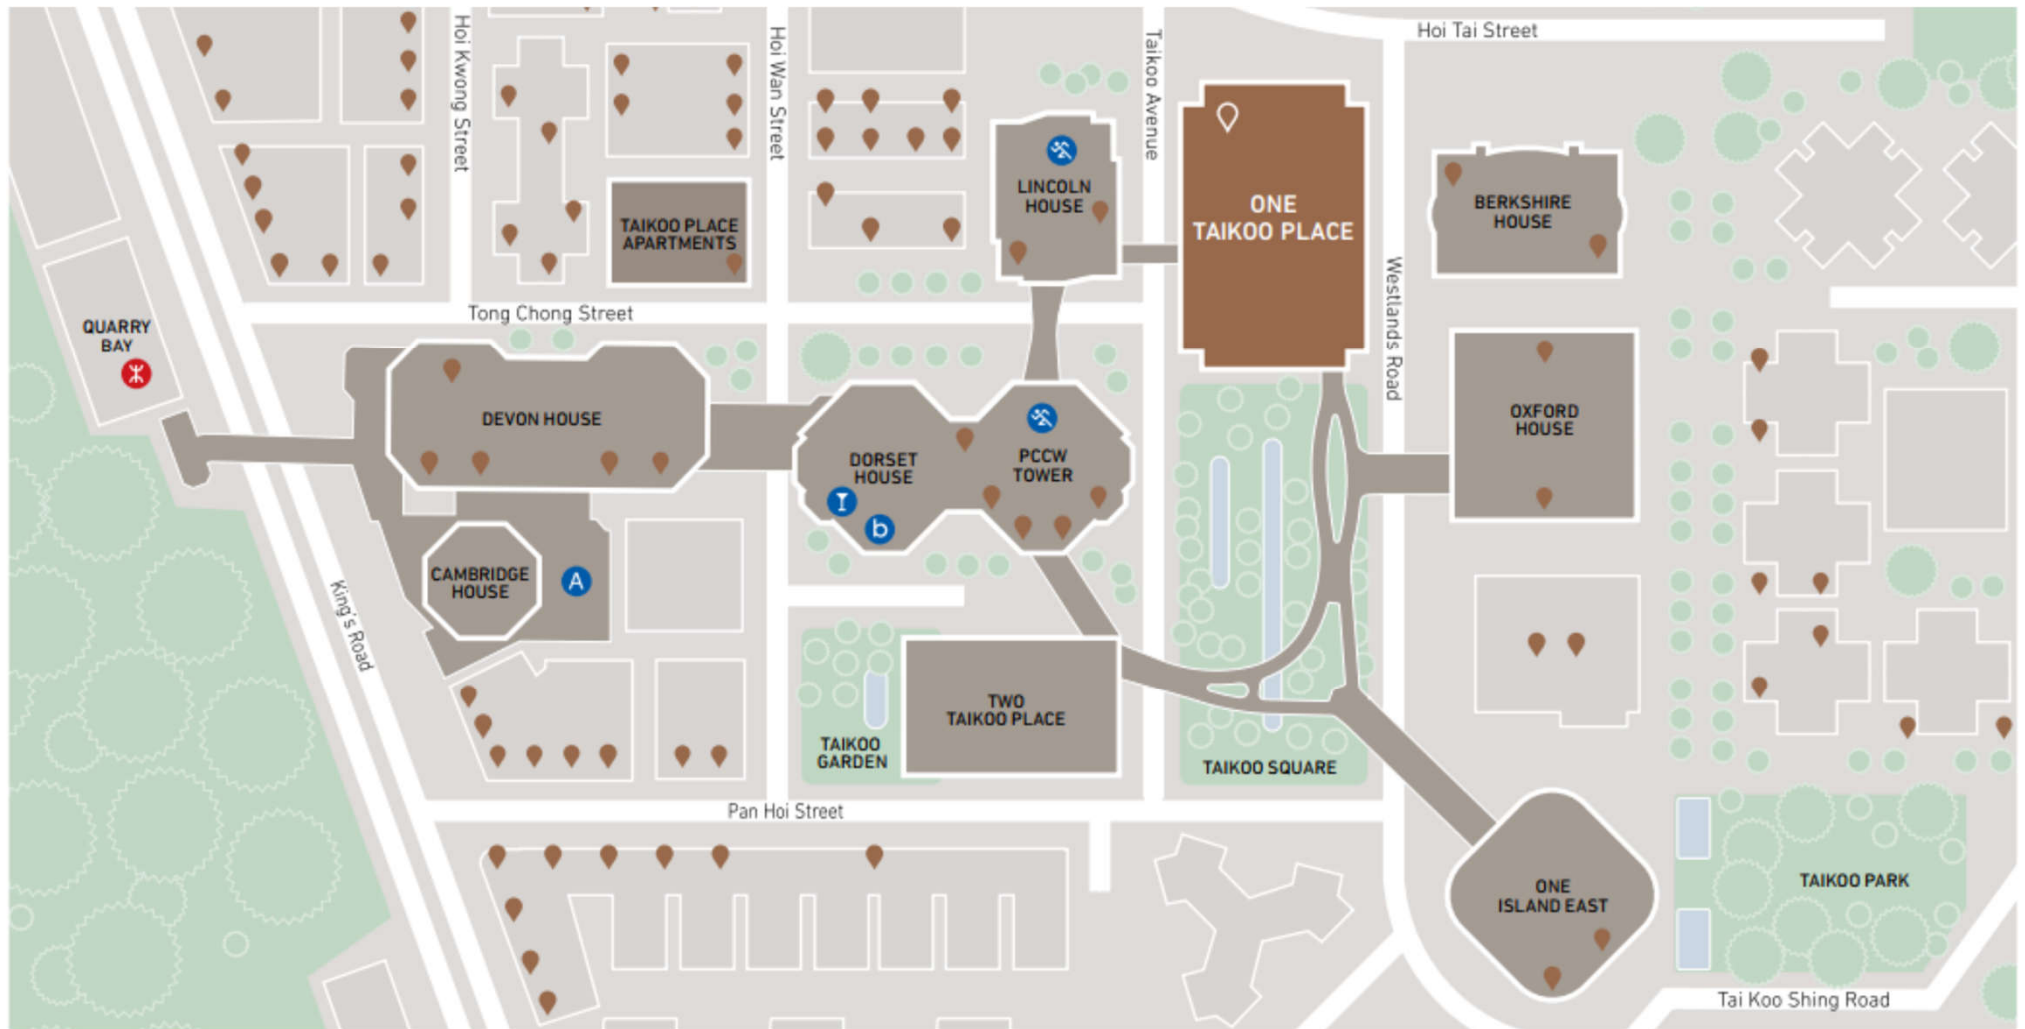 Hoi Tai Street
Hoi Kwong Street
Hoi Wan Street
Taikoo Avenue
LINCOLN
HOUSE
ONE
TAIKOO PLACE
BERKSHIRE
HOUSE
TAIKOO PLACE
APARTMENTS
QUARRY
BAY
Tong Chong Street
Westlands Road
DEVON HOUSE
DORSET
HOUSE
PCCW
TOWER
OXFORD
HOUSE
b
CAMBRIDGE
HOUSE
A
King's Road
TWO
TAIKOO PLACE
TAIKOO
GARDEN
TAIKOO SQUARE
Pan Hoi Street
ONE
ISLAND EAST
TAIKOO PARK
Tai Koo Shing Road